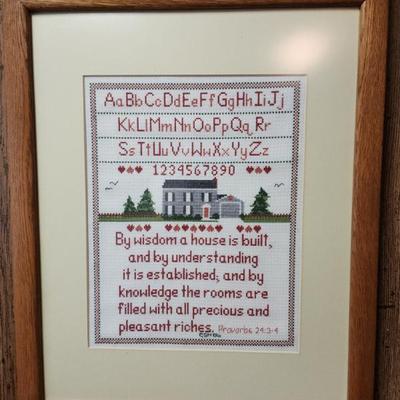 AaBbCcDdEeFfGgHhIiJj
KkLlMmNnOoPpQqRr
SsTtUuVvWwXxYyZz
1234567890
By wisdom a house is built,
and by understanding
it is established; and by
knowledge the rooms are
filled with all precious and
pleasant riches. Proverbs 24:3-4